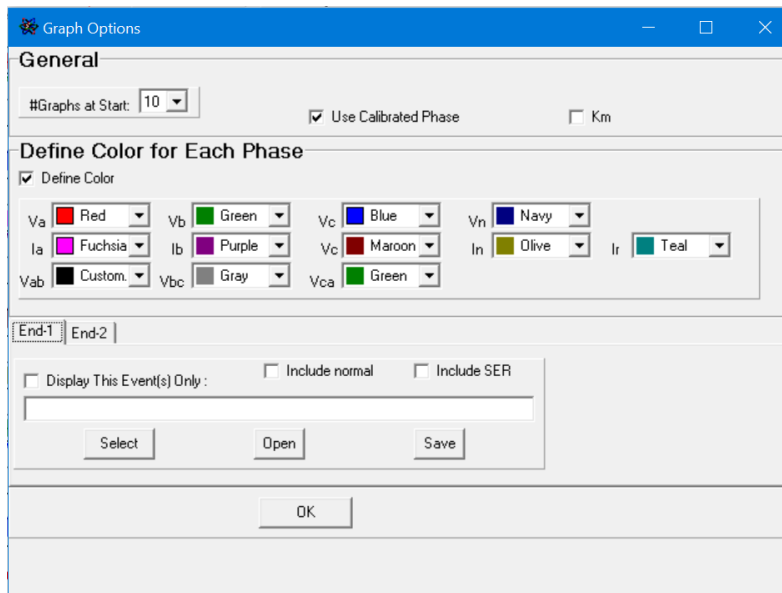 Graph Options
General
#Graphs at Start: 10
Use Calibrated Phase
Km
Define Color for Each Phase
Define Color
Va Red Vb Green Vc Blue Vn Navy
Ia Fuchsia Ib Purple Vc Maroon In Olive Ir Teal
Vab Custom. Vbc Gray Vca Green
End-1 End-2
Display This Event(s) Only : Include normal Include SER
Select Open Save
OK